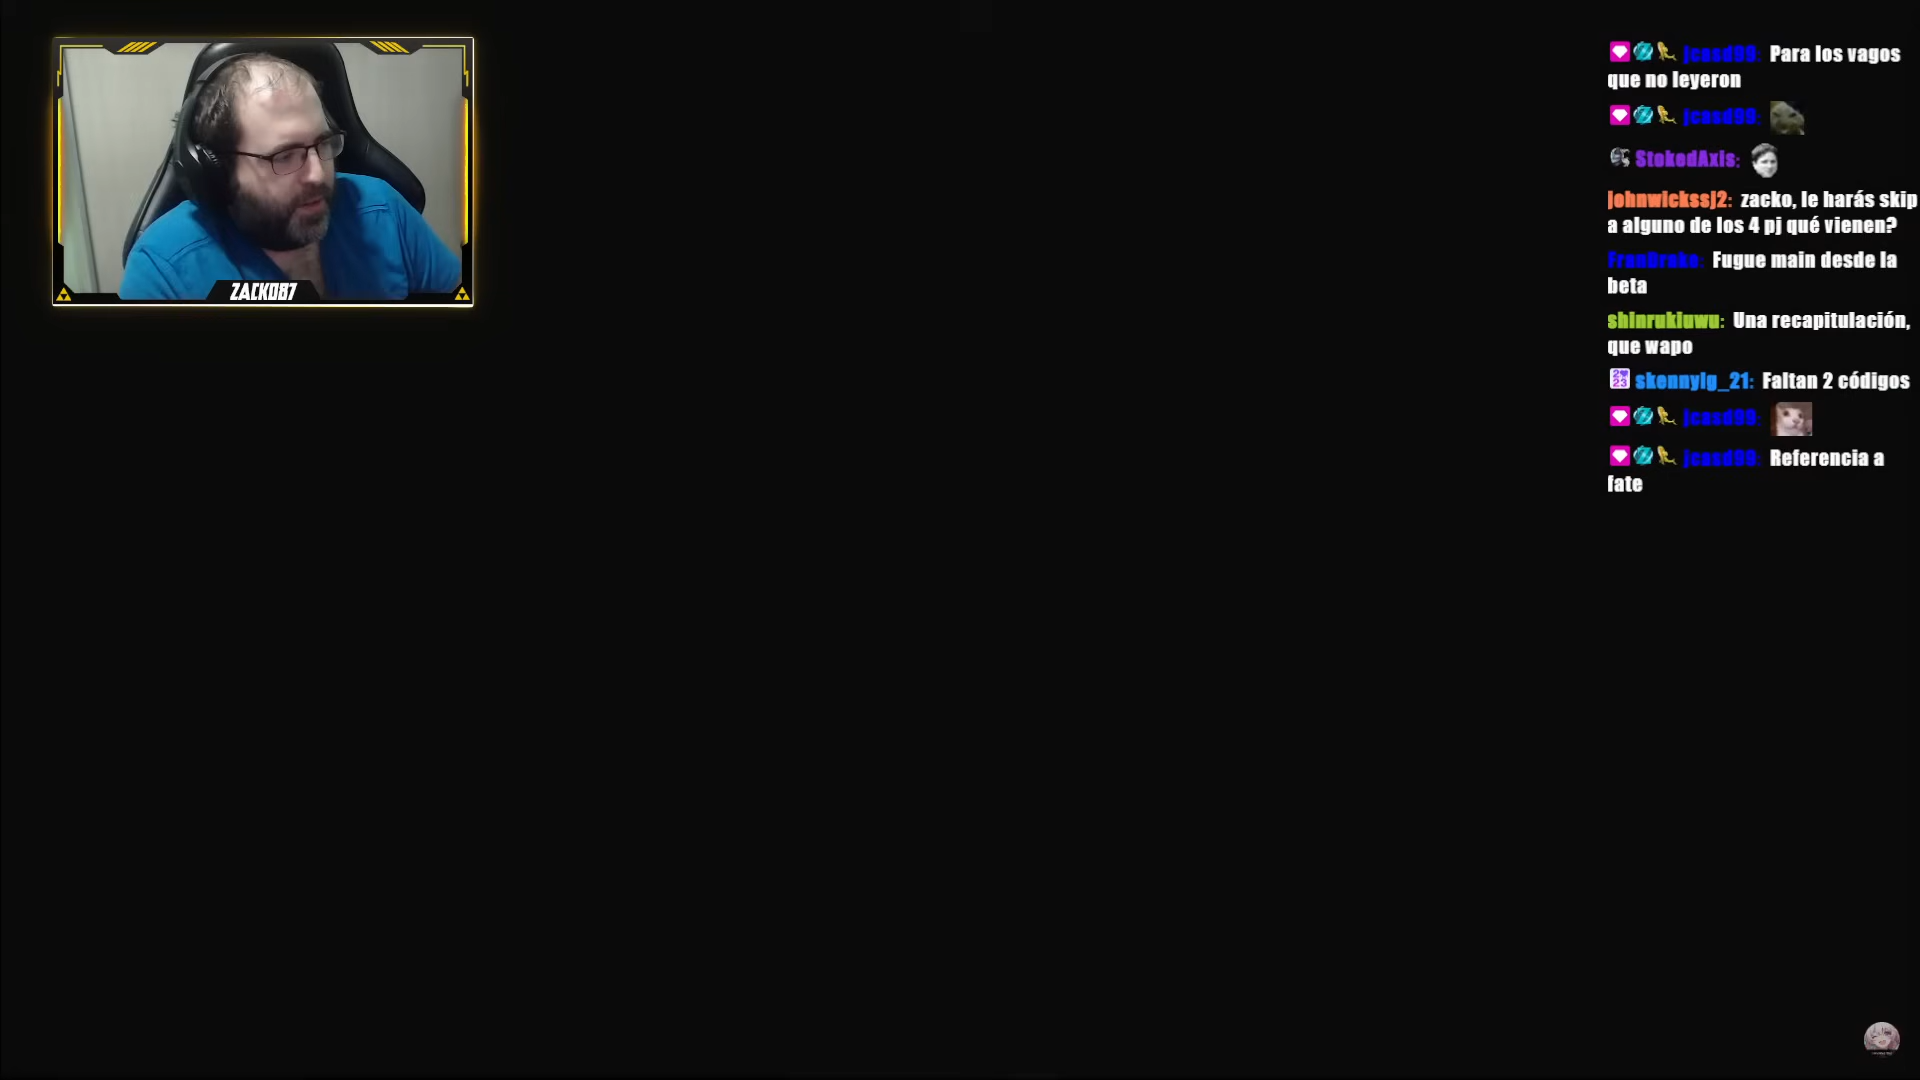 ZACKO87
jcasd99: Para los vagos
que no leyeron
jcasd99:
StokedAxis:
johnwickssj2: zacko, le harás skip
a alguno de los 4 pj qué vienen?
FranDrake: Fugue main desde la
beta
shinrukiuwu: Una recapitulación,
que wapo
skennyig_21: Faltan 2 códigos
jcasd99:
jcasd99: Referencia a
fate